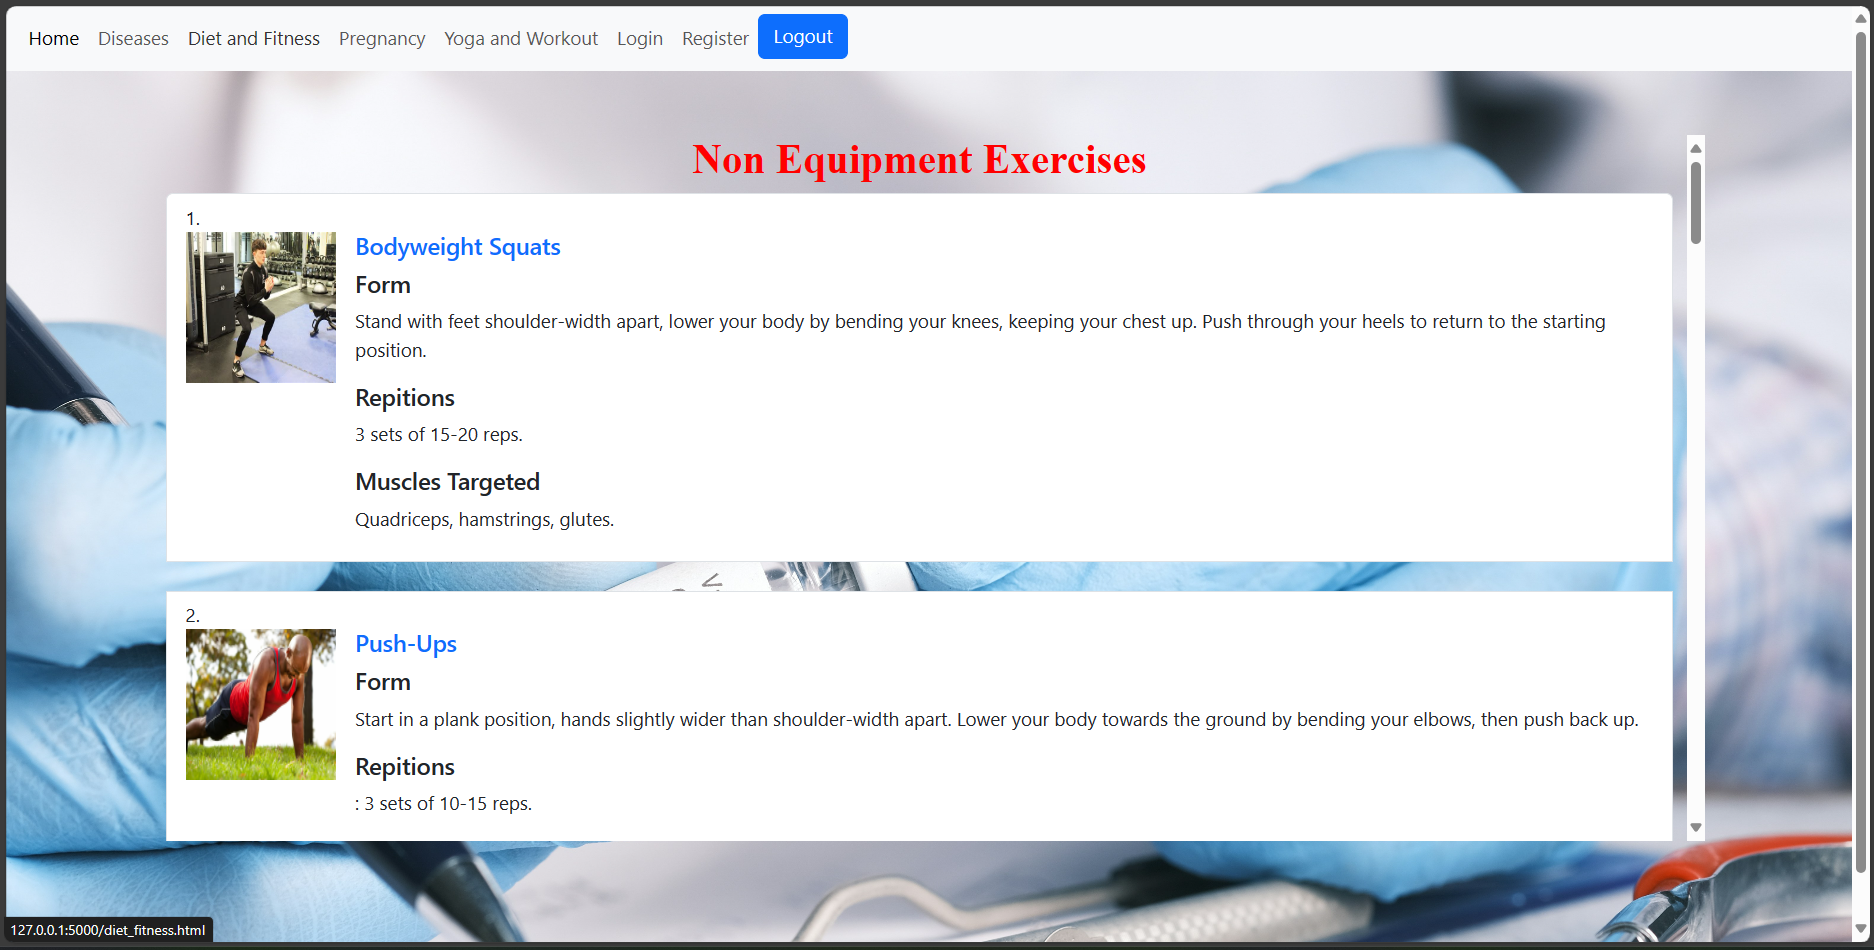 Home Diseases Diet and Fitness Pregnancy Yoga and Workout Login Register Logout
Non Equipment Exercises
1.
Bodyweight Squats
Form
Stand with feet shoulder-width apart, lower your body by bending your knees, keeping your chest up. Push through your heels to return to the starting
position.
Repitions
3 sets of 15-20 reps.
Muscles Targeted
Quadriceps, hamstrings, glutes.
2.
Push-Ups
Form
Start in a plank position, hands slightly wider than shoulder-width apart. Lower your body towards the ground by bending your elbows, then push back up.
Repitions
: 3 sets of 10-15 reps.
127.0.0.1:5000/diet_fitness.html